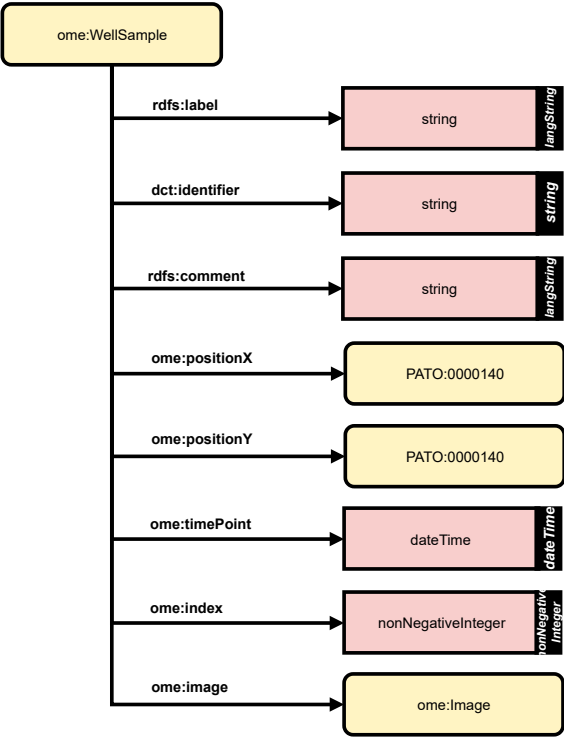 ome:WellSample
rdfs:label
string
langString
dct:identifier
string
string
rdfs:comment
string
langString
ome:positionX
PATO:0000140
ome:positionY
PATO:0000140
ome:timePoint
dateTime
dateTime
ome:index
nonNegativeInteger
nonNegative
Integer
ome:image
ome:Image